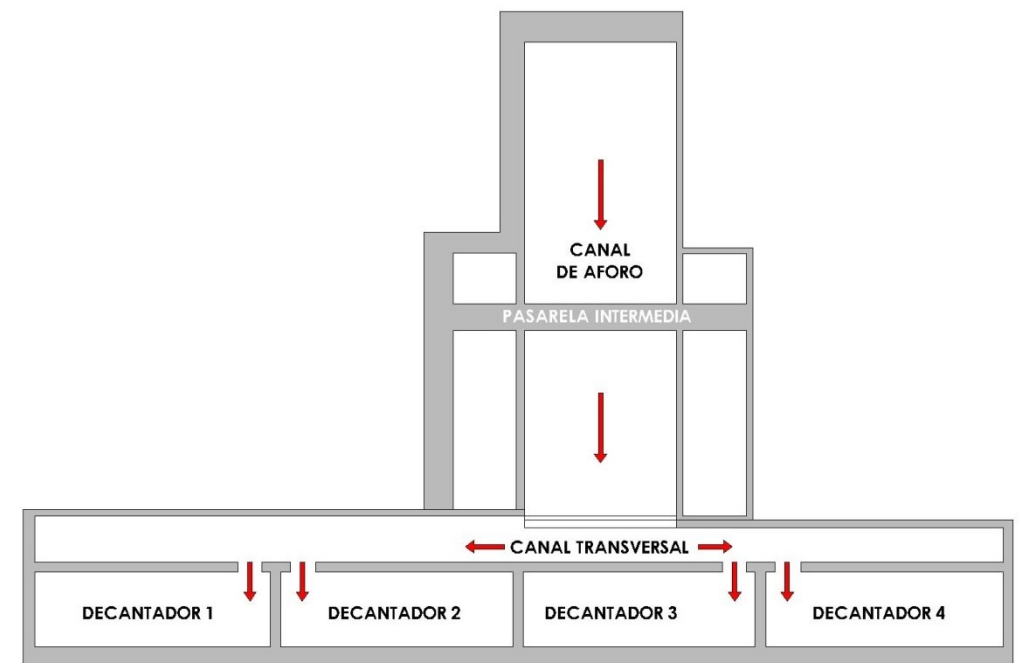 CANAL
DE AFORO
PASARELA INTERMEDIA
CANAL TRANSVERSAL
DECANTADOR 1
DECANTADOR 2
DECANTADOR 3
DECANTADOR 4